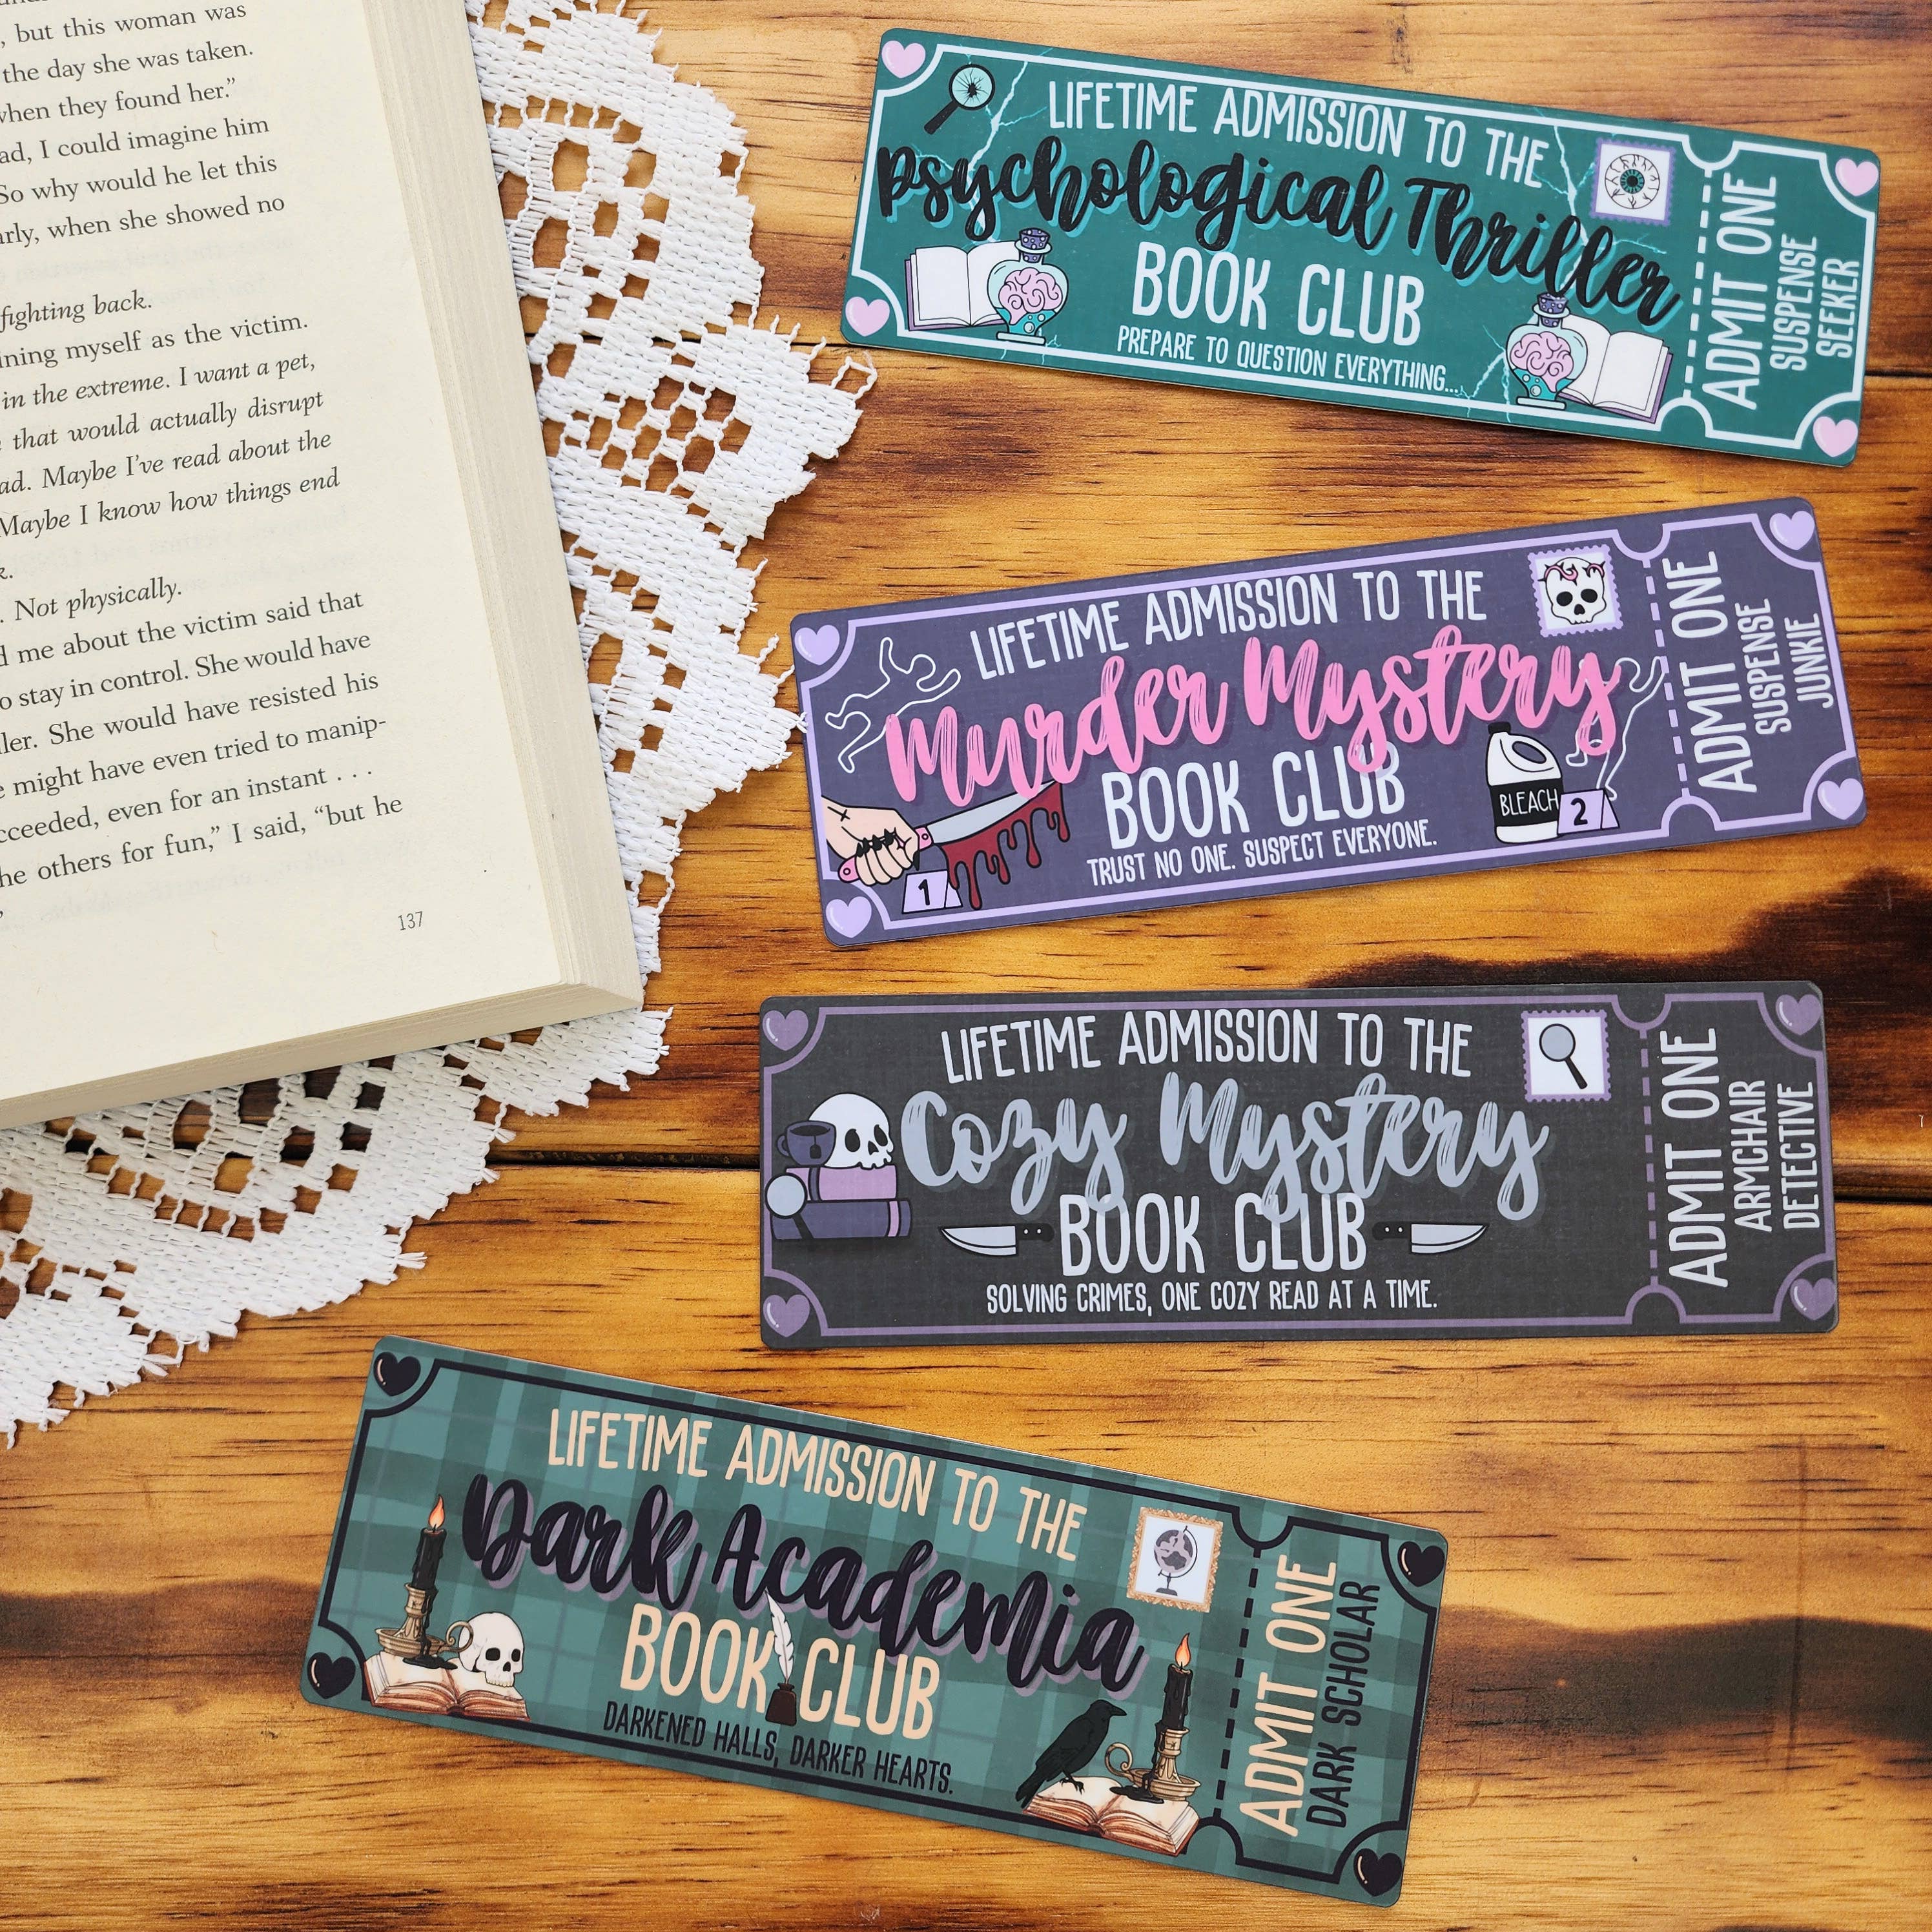 , but this woman was
the day she was taken.
when they found her.”
ad, I could imagine him
So why would he let this
rly, when she showed no
fighting back.
ning myself as the victim.
in the extreme. I want a pet,
that would actually disrupt
ad. Maybe I’ve read about the
Maybe I know how things end
k.
. Not physically.
d me about the victim said that
o stay in control. She would have
ller. She would have resisted his
e might have even tried to manip-
cceeded, even for an instant . . .
he others for fun,” I said, “but he
137
LIFETIME ADMISSION TO THE
Psychological Thriller
BOOK CLUB
PREPARE TO QUESTION EVERYTHING...
ADMIT ONE
SUSPENSE
SEEKER
LIFETIME ADMISSION TO THE
Murder Mystery
BOOK CLUB
TRUST NO ONE. SUSPECT EVERYONE.
1
BLEACH
2
ADMIT ONE
SUSPENSE
JUNKIE
LIFETIME ADMISSION TO THE
Cozy Mystery
BOOK CLUB
SOLVING CRIMES, ONE COZY READ AT A TIME.
ADMIT ONE
ARMCHAIR
DETECTIVE
LIFETIME ADMISSION TO THE
Dark Academia
BOOK CLUB
DARKENED HALLS, DARKER HEARTS.
ADMIT ONE
DARK SCHOLAR